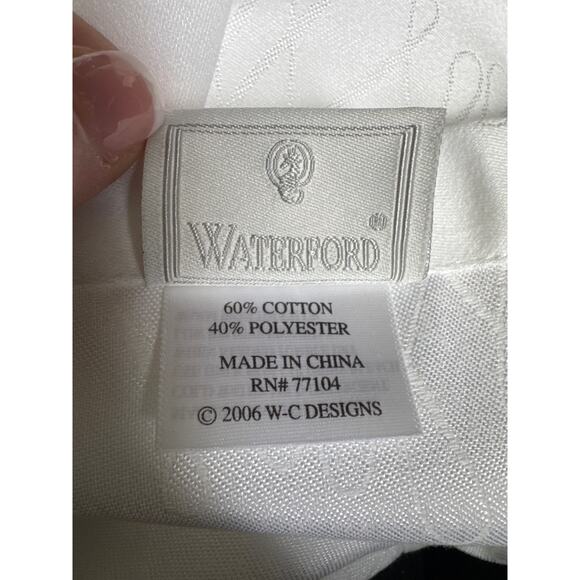 WATERFORD®
60% COTTON
40% POLYESTER
MADE IN CHINA
RN# 77104
© 2006 W-C DESIGNS